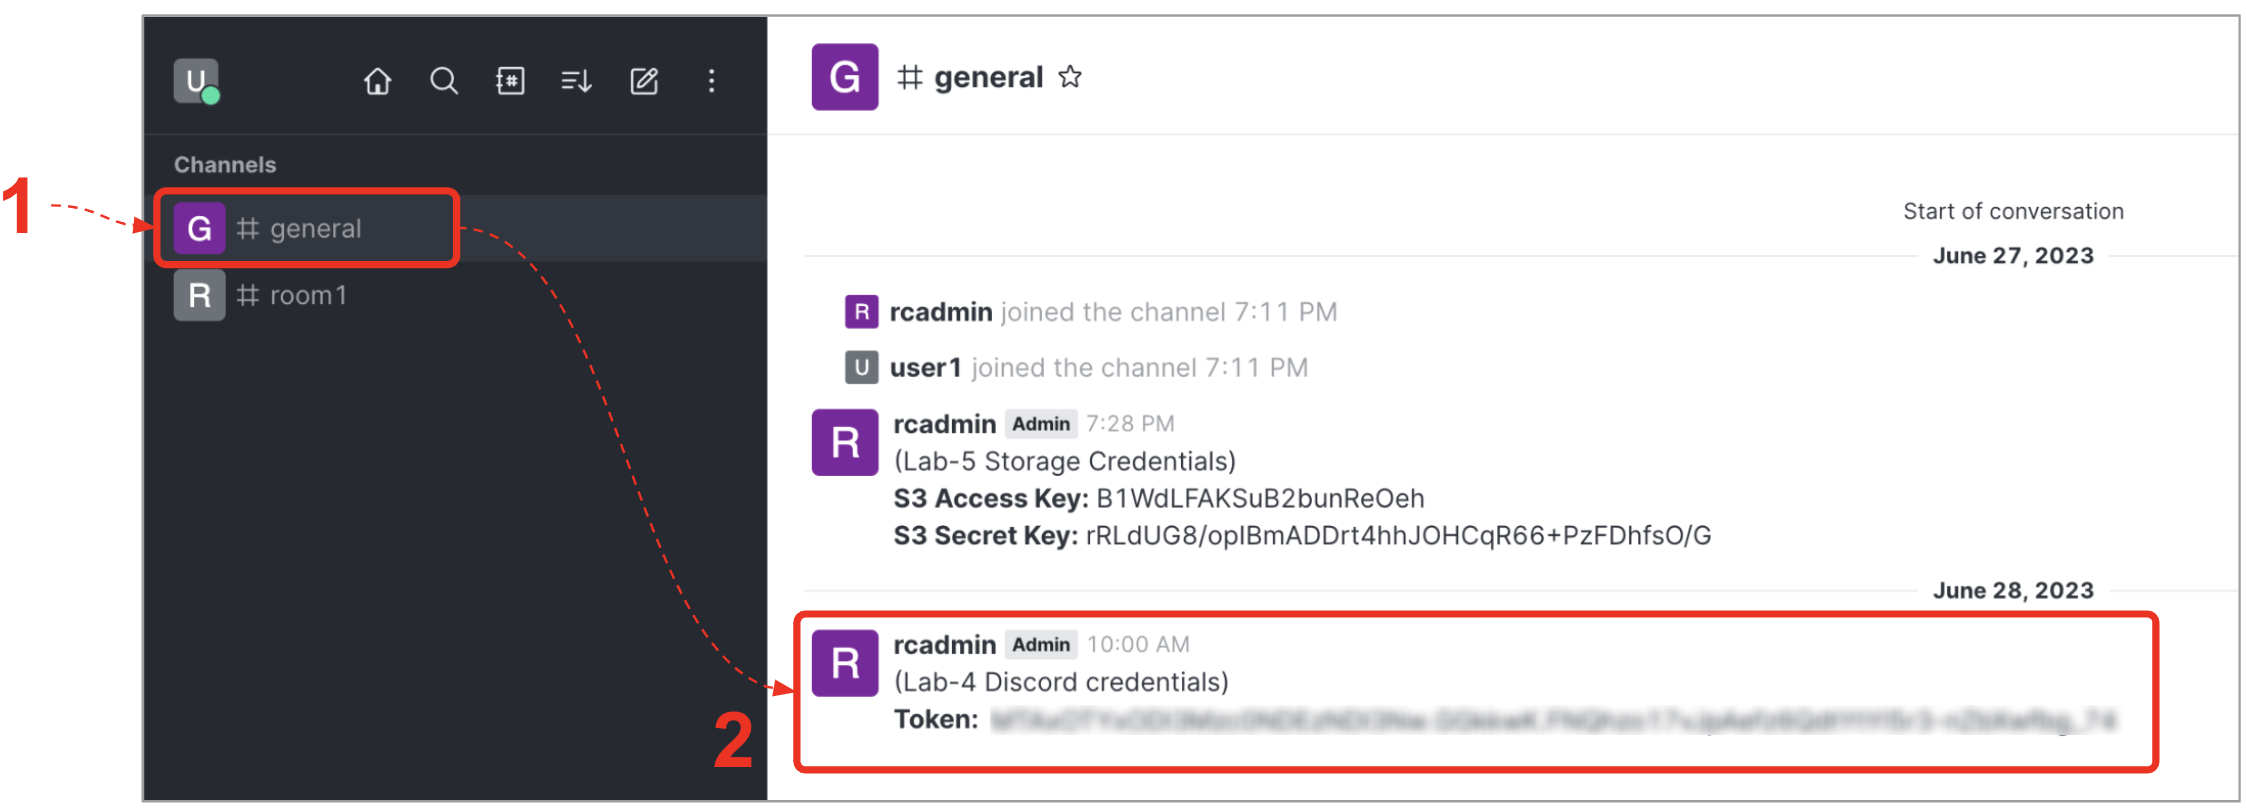 1
2
U
Channels
G # general
R # room1
G # general
Start of conversation
June 27, 2023
R rcadmin joined the channel 7:11 PM
U user1 joined the channel 7:11 PM
R rcadmin Admin 7:28 PM
(Lab-5 Storage Credentials)
S3 Access Key: B1WdLFAKSuB2bunReOeh
S3 Secret Key: rRLdUG8/opIBmADDrt4hhJOHCqR66+PzFDhfsO/G
June 28, 2023
R rcadmin Admin 10:00 AM
(Lab-4 Discord credentials)
Token: